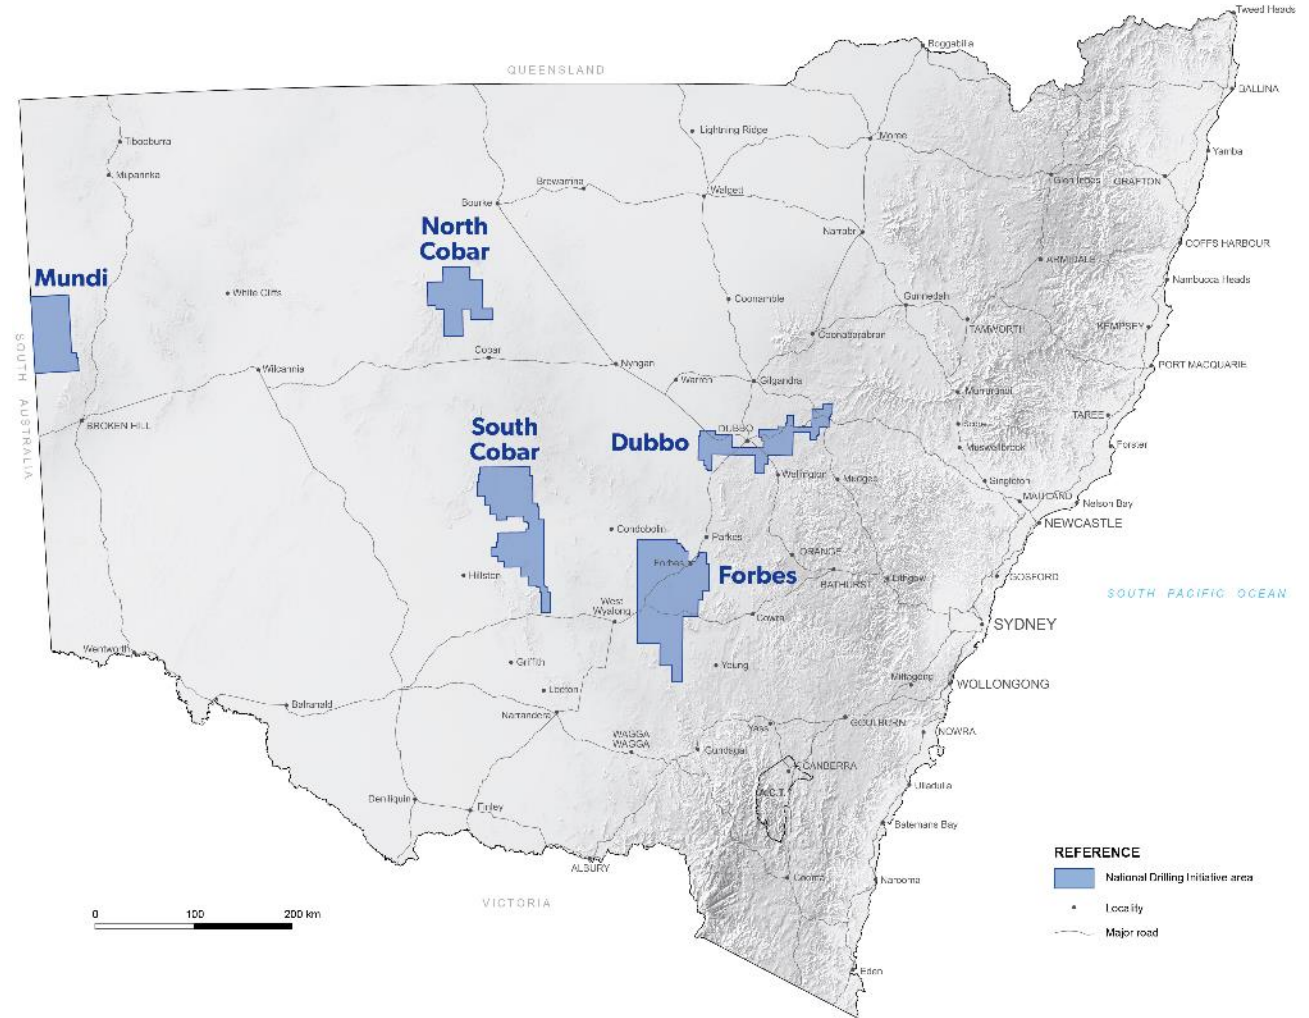 Tweed Heads
Boggabilla
QUEENSLAND
BALLINA
Lightning Ridge
Moree
Tibooburra
Yamba
Glen Innes
GRAFTON
Brewarrina
Walgett
Bourke
North
Cobar
Narrabri
COFFS HARBOUR
ARMIDALE
Mundi
Nambucca Heads
White Cliffs
Coonamble
Gunnedah
TAMWORTH
KEMPSEY
Coonabarabran
SOUTH AUSTRALIA
Cobar
Nyngan
Wilcannia
PORT MACQUARIE
Warren
Gilgandra
Murrurundi
BROKEN HILL
South
Cobar
Dubbo
DUBBO
TAREE
Forster
Muswellbrook
Wellington
Mudgee
Singleton
MAITLAND
Nelson Bay
NEWCASTLE
Condobolin
Parkes
ORANGE
Forbes
Forbes
BATHURST
Lithgow
GOSFORD
Hillston
SOUTH PACIFIC OCEAN
West
Wyalong
Cowra
SYDNEY
Wentworth
Griffith
Young
Mittagong
WOLLONGONG
Leeton
Balranald
Narrandera
GOULBURN
Yass
NOWRA
WAGGA
WAGGA
Gundagai
CANBERRA
A.C.T.
Ulladulla
Deniliquin
Finley
Batemans Bay
ALBURY
Cooma
Narooma
VICTORIA
Eden
REFERENCE
National Drilling Initiative area
Locality
Major road
0 100 200 km